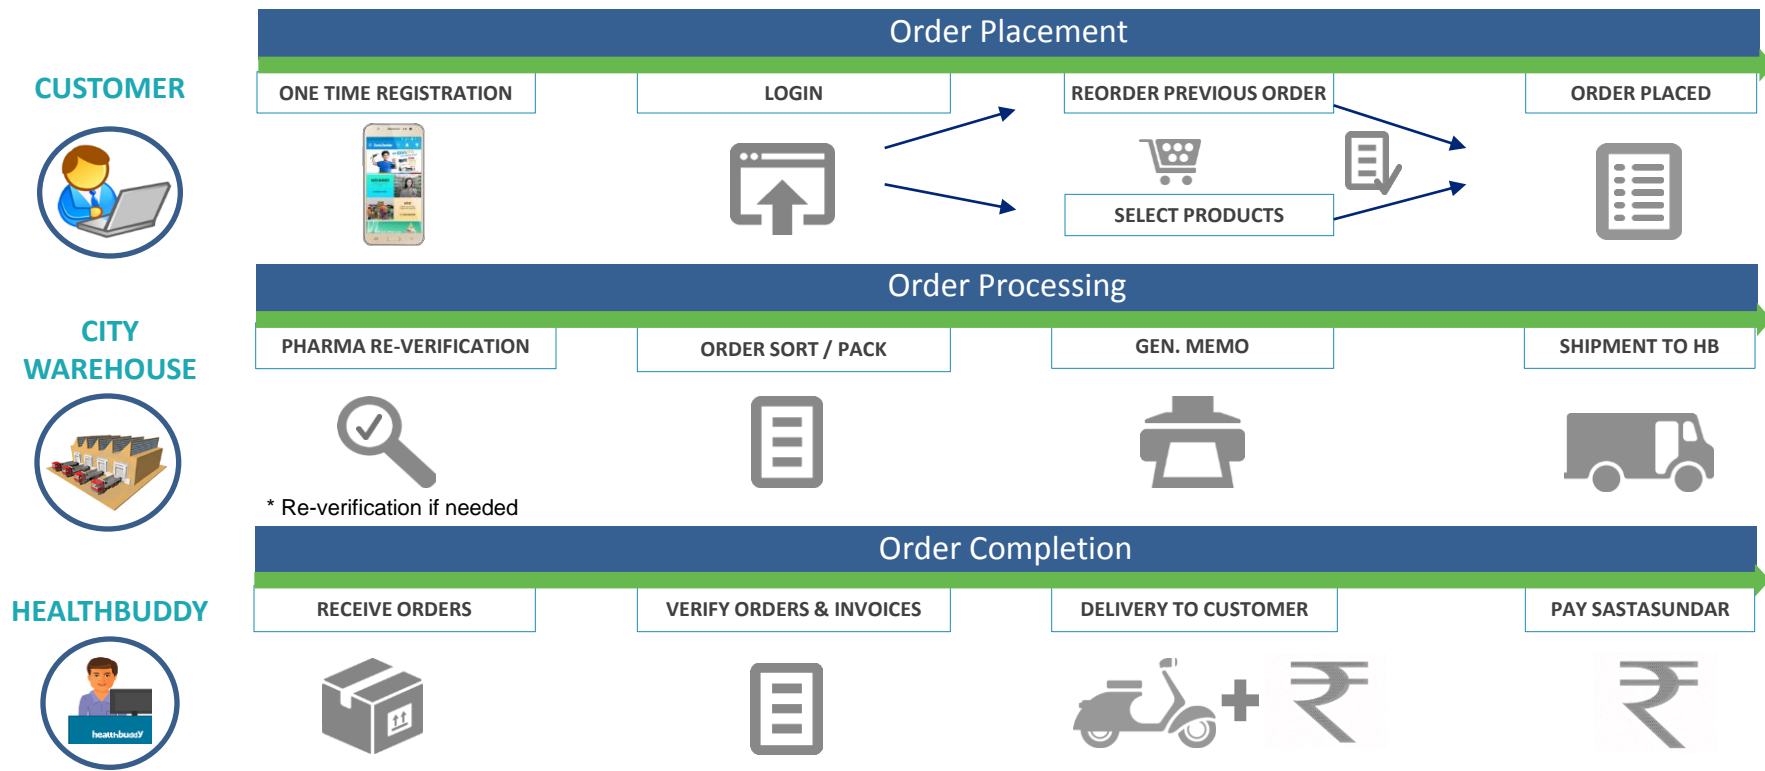 Order Placement
CUSTOMER
ONE TIME REGISTRATION
LOGIN
REORDER PREVIOUS ORDER
ORDER PLACED
SELECT PRODUCTS
Order Processing
CITY
WAREHOUSE
PHARMA RE-VERIFICATION
ORDER SORT / PACK
GEN. MEMO
SHIPMENT TO HB
* Re-verification if needed
Order Completion
HEALTHBUDDY
RECEIVE ORDERS
VERIFY ORDERS & INVOICES
DELIVERY TO CUSTOMER
PAY SASTASUNDAR
healthbuddy